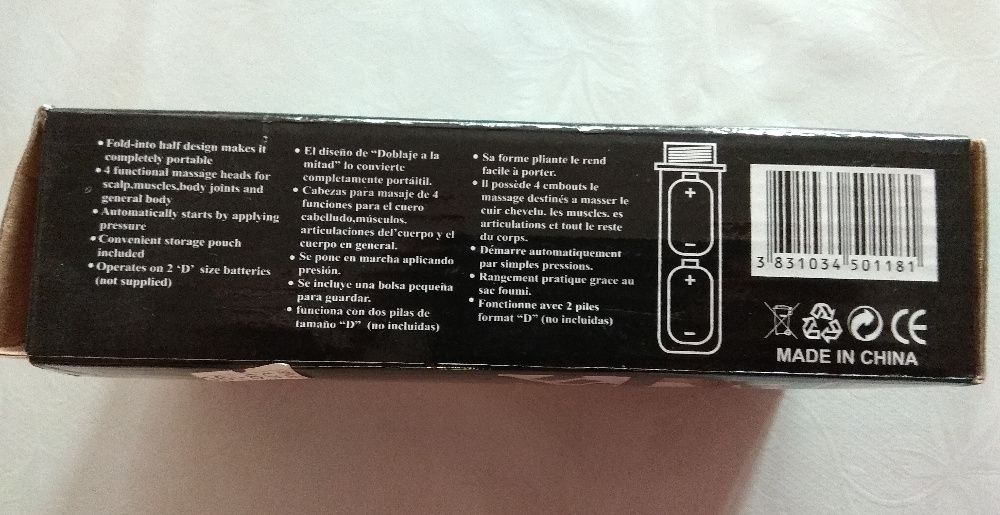 • Fold-into half design makes it
completely portable
• 4 functional massage heads for
scalp.muscles.body joints and
general body
• Automatically starts by applying
pressure
• Convenient storage pouch
included
• Operates on 2 ‘D’ size batteries
(not supplied)
• El diseño de “Doblaje a la
mitad” lo convierte
completamente portáitil.
• Cabezas para masaje de 4
funciones para el cuero
cabelludo,músculos.
articulaciones del’cuerpo y el
cuerpo en general.
• Se pone en marcha aplicando
presión.
• Se incluye una bolsa pequeña
para guardar.
• funciona con dos pilas de
tamaño “D” (no incluidas)
• Sa forme pliante le rend
facile à porter.
• Il possède 4 embouts le
massage destinés a masser le
cuir chevelu. les muscles. es
articulations et tout le reste
du corps.
• Démarre automatiquement
par simples pressions.
• Rangement pratique grace au
sac foumi.
• Fonctionne avec 2 piles
format “D” (no incluidas)
+
−
+
−
3 831034 501181
CE
MADE IN CHINA